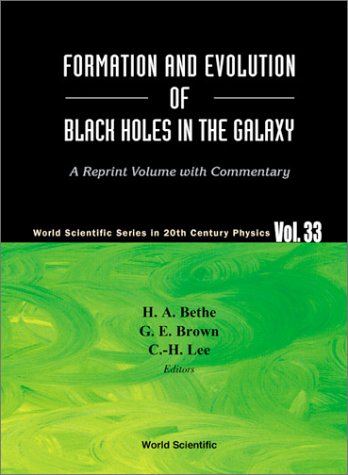 FORMATION AND EVOLUTION
OF
BLACK HOLES IN THE GALAXY
A Reprint Volume with Commentary
World Scientific Series in 20th Century Physics Vol. 33
H. A. Bethe
G. E. Brown
C.-H. Lee
Editors
World Scientific